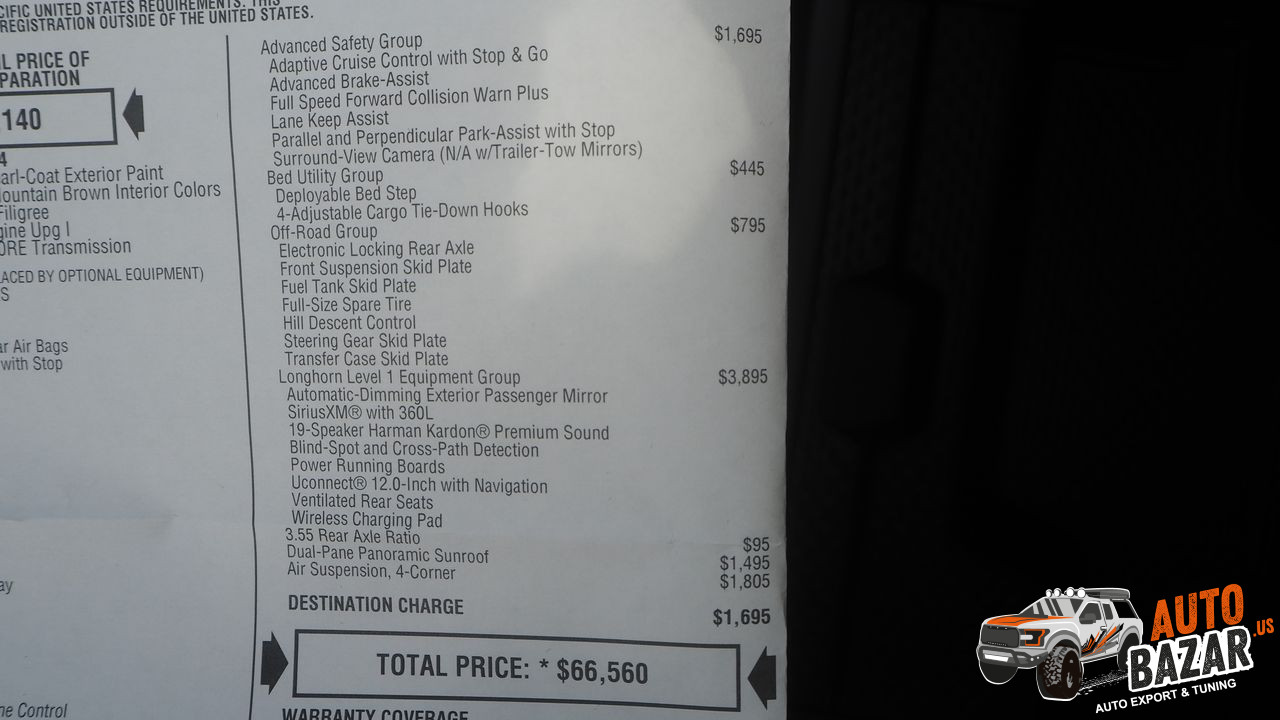 CIFIC UNITED STATES REQUIREMENTS. THIS
REGISTRATION OUTSIDE OF THE UNITED STATES.
L PRICE OF
PARATION
140
4
arl-Coat Exterior Paint
ountain Brown Interior Colors
Filigree
gine Upg I
ORE Transmission
LACED BY OPTIONAL EQUIPMENT)
S
ar Air Bags
with Stop
ay
ne Control
Advanced Safety Group $1,695
Adaptive Cruise Control with Stop & Go
Advanced Brake-Assist
Full Speed Forward Collision Warn Plus
Lane Keep Assist
Parallel and Perpendicular Park-Assist with Stop
Surround-View Camera (N/A w/Trailer-Tow Mirrors)
Bed Utility Group $445
Deployable Bed Step
4-Adjustable Cargo Tie-Down Hooks
Off-Road Group $795
Electronic Locking Rear Axle
Front Suspension Skid Plate
Fuel Tank Skid Plate
Full-Size Spare Tire
Hill Descent Control
Steering Gear Skid Plate
Transfer Case Skid Plate
Longhorn Level 1 Equipment Group $3,895
Automatic-Dimming Exterior Passenger Mirror
SiriusXM® with 360L
19-Speaker Harman Kardon® Premium Sound
Blind-Spot and Cross-Path Detection
Power Running Boards
Uconnect® 12.0-Inch with Navigation
Ventilated Rear Seats
Wireless Charging Pad
3.55 Rear Axle Ratio $95
Dual-Pane Panoramic Sunroof $1,495
Air Suspension, 4-Corner $1,805
DESTINATION CHARGE $1,695
TOTAL PRICE: * $66,560
WARRANTY COVERAGE
AUTO
BAZAR.US
AUTO EXPORT & TUNING